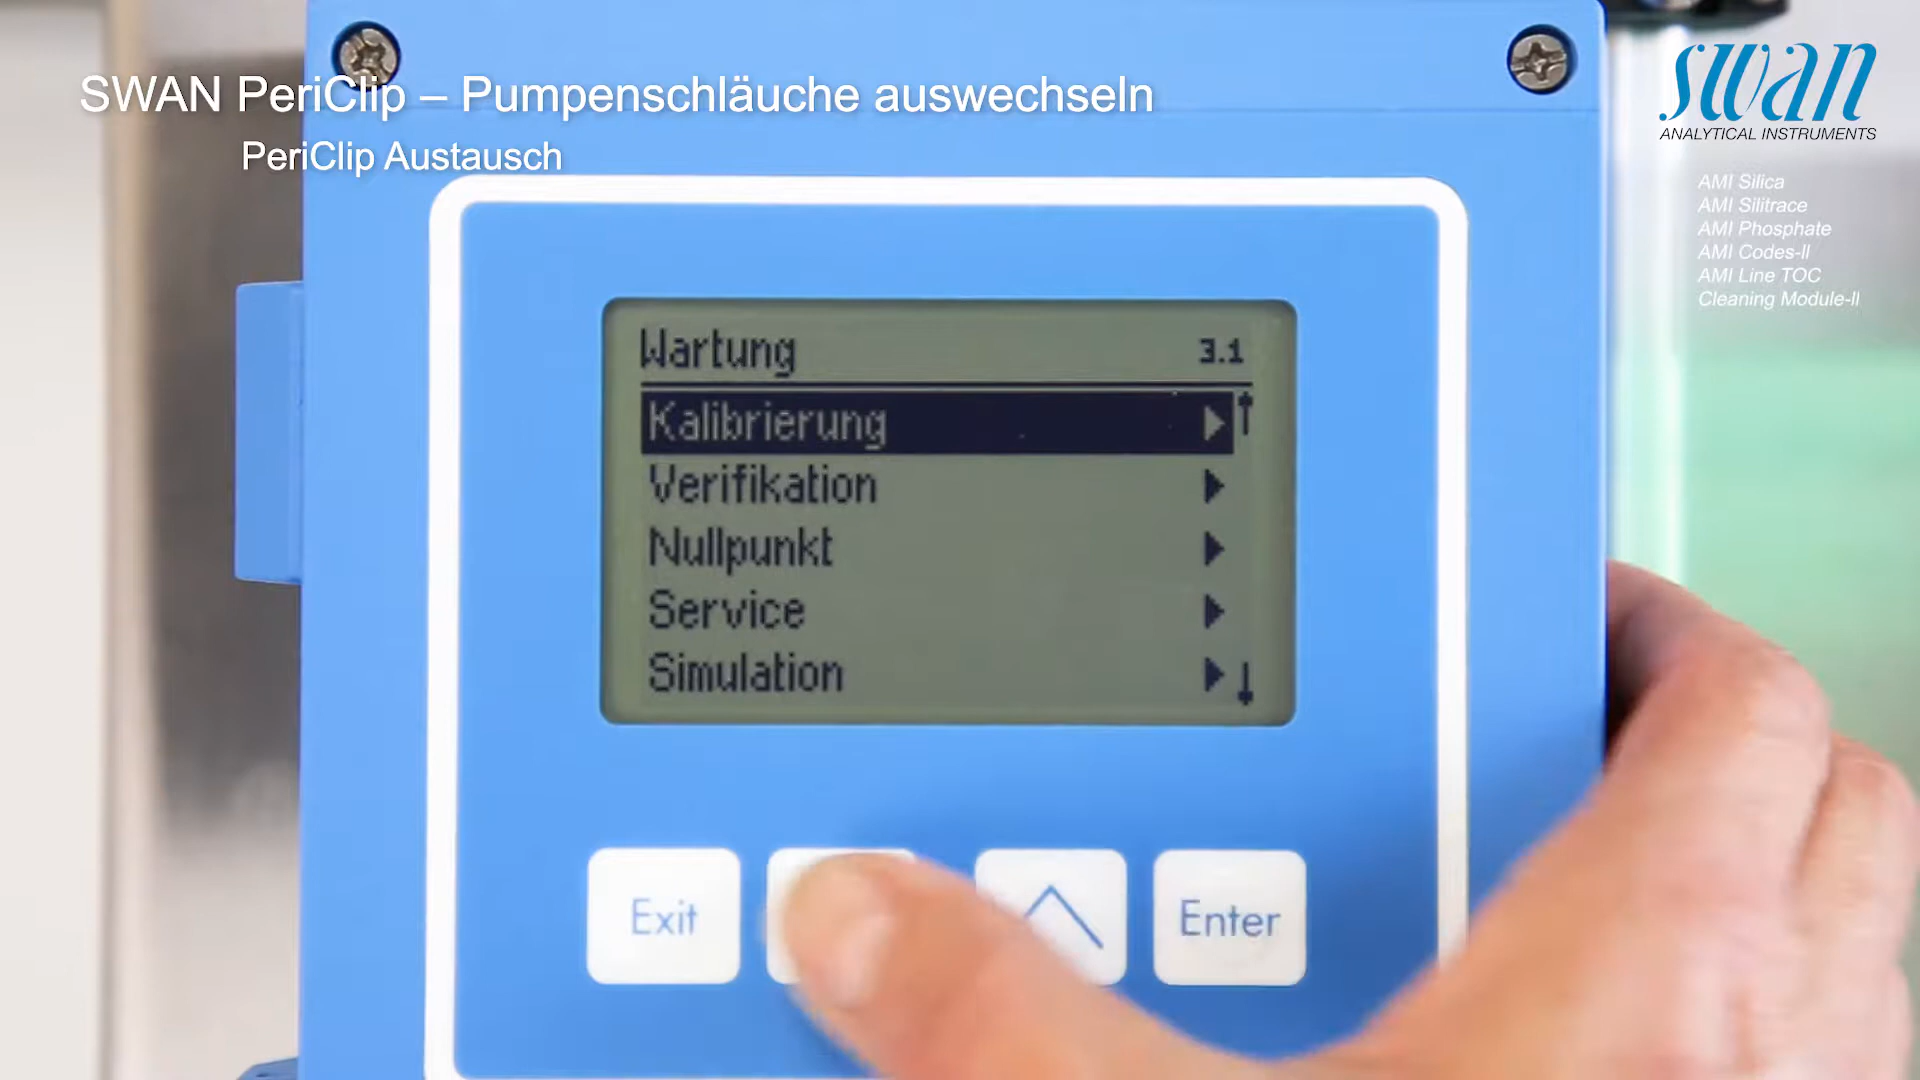 SWAN PeriClip – Pumpenschläuche auswechseln
PeriClip Austausch
swan
ANALYTICAL INSTRUMENTS
AMI Silica
AMI Silitrace
AMI Phosphate
AMI Codes-II
AMI Line TOC
Cleaning Module-II
Wartung 3.1
Kalibrierung
Verifikation
Nullpunkt
Service
Simulation
Exit
Enter